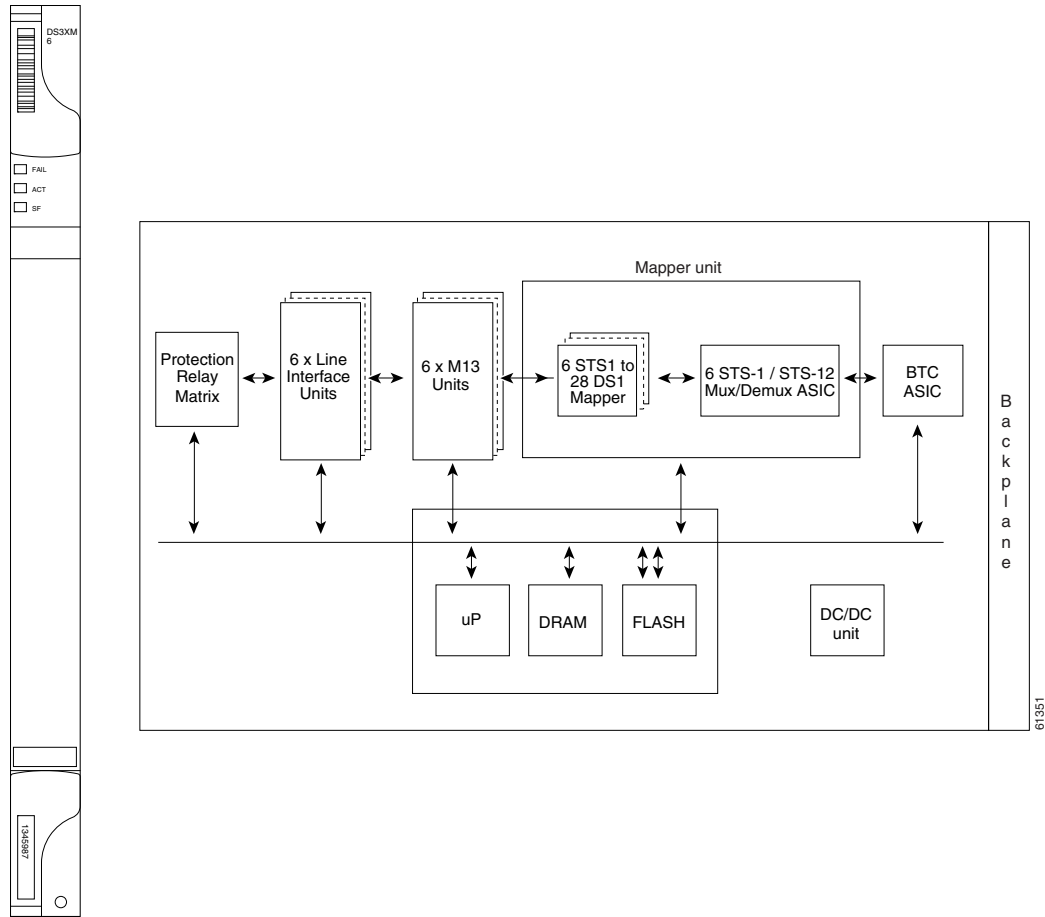 DS3XM
6
FAIL
ACT
SF
Mapper unit
Protection
Relay
Matrix
6 x Line
Interface
Units
6 x M13
Units
6 STS1 to
28 DS1
Mapper
6 STS-1 / STS-12
Mux/Demux ASIC
BTC
ASIC
uP
DRAM
FLASH
DC/DC
unit
Backplane
61351
1345987